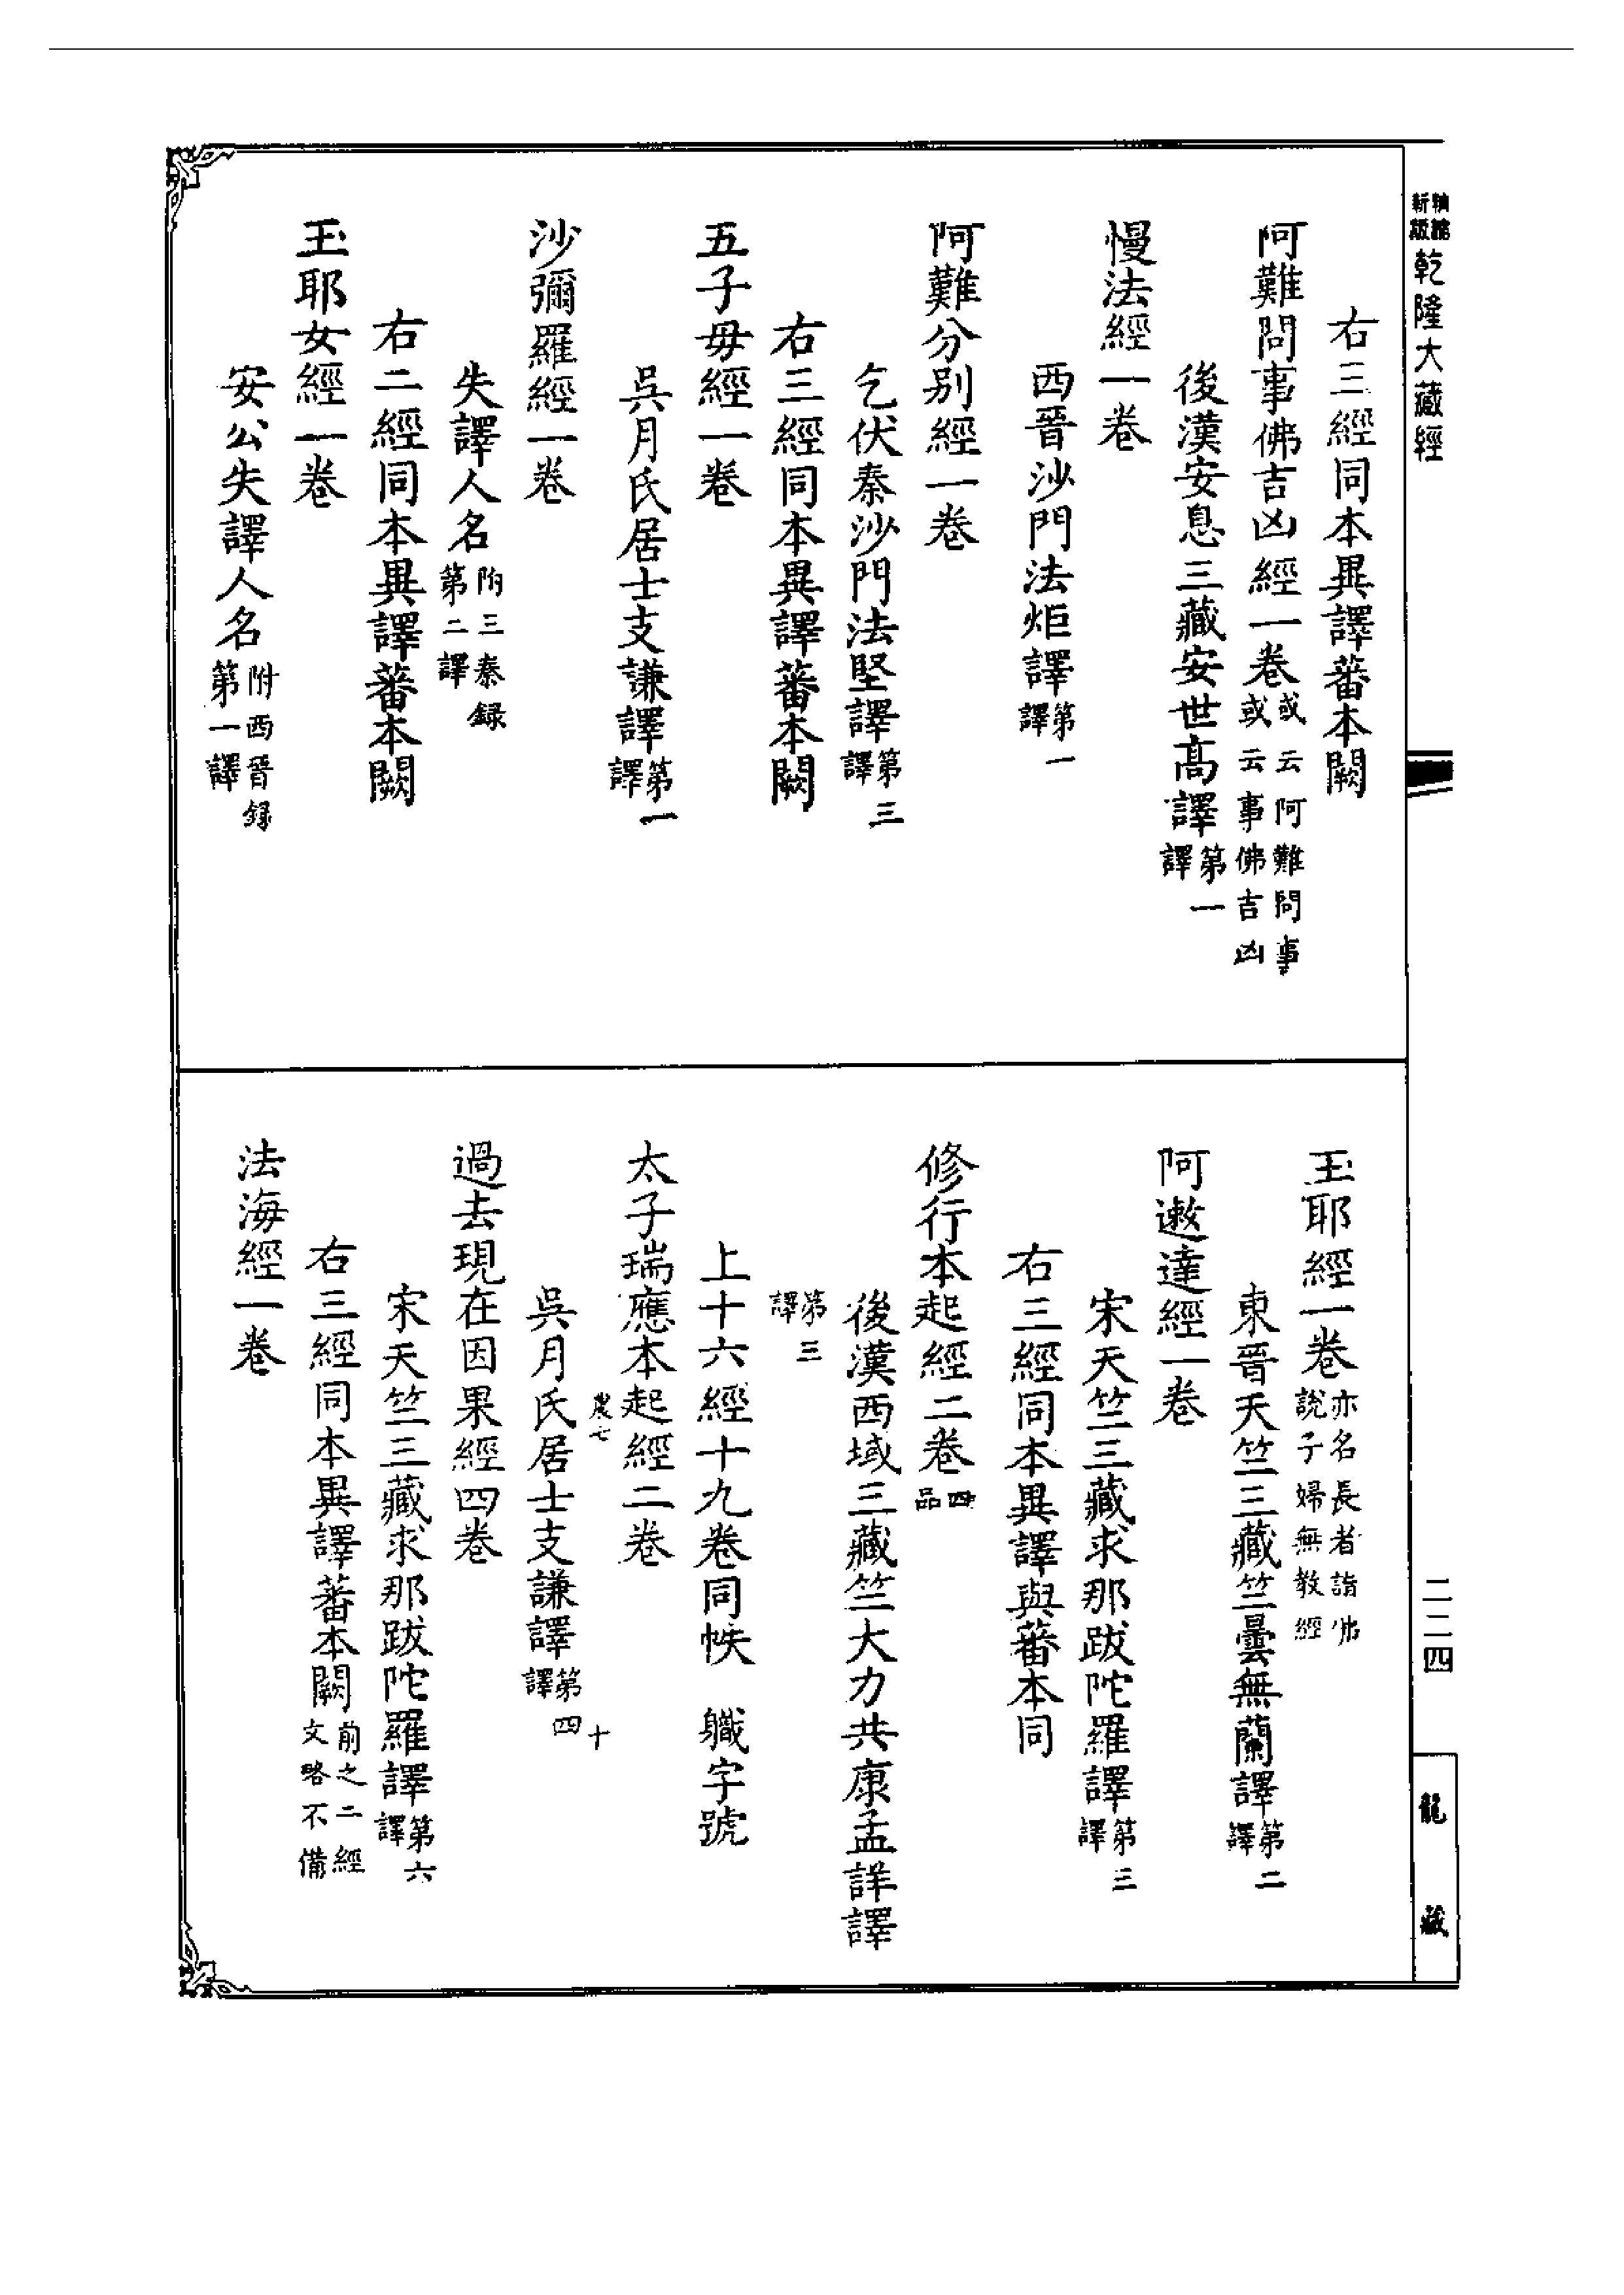 新版精縮乾隆大藏經
右三經同本異譯蕃本闕
阿難問事佛吉凶經一卷或云阿難問事或云事佛吉凶
後漢安息三藏安世高譯第一譯
慢法經一卷
西晉沙門法炬譯第一譯
阿難分別經一卷
乞伏秦沙門法堅譯第三譯
右三經同本異譯蕃本闕
五子毋經一卷
吳月氏居士支謙譯第一譯
沙彌羅經一卷
失譯人名附三秦録第二譯
右二經同本異譯蕃本闕
玉耶女經一卷
安公失譯人名附西晉録第一譯
玉耶經一卷亦名長者詣佛說子婦無教經
東晉天竺三藏竺曇無蘭譯第二譯
阿遬達經一卷
宋天竺三藏求那跋陀羅譯第三譯
右三經同本異譯與蕃本同
修行本起經二卷四品
後漢西域三藏竺大力共康孟詳譯
第三譯
上十六經十九卷同帙 軄字號
太子瑞應本起經二卷
農七 十
吳月氏居士支謙譯第四譯
過去現在因果經四卷
宋天竺三藏求那跋陀羅譯第六譯
右三經同本異譯蕃本闕前之二經文略不備
法海經一卷
二二四
龍藏